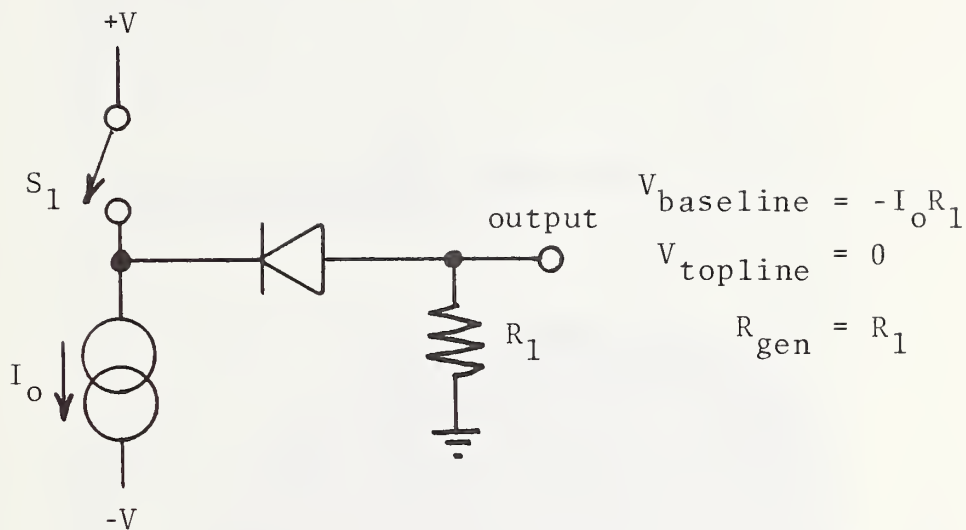 +V
S1
output
Vbaseline = -IoR1
Vtopline = 0
Rgen = R1
R1
Io
-V